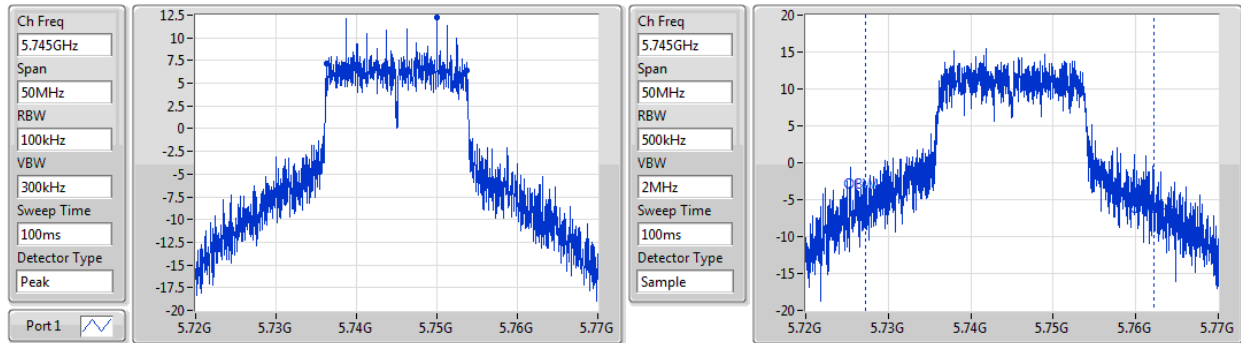 Ch Freq
5.745GHz
Span
50MHz
RBW
100kHz
VBW
300kHz
Sweep Time
100ms
Detector Type
Peak
Port 1
12.5
10
7.5
5
2.5
0
-2.5
-5
-7.5
-10
-12.5
-15
-17.5
-20
5.72G 5.73G 5.74G 5.75G 5.76G 5.77G
Ch Freq
5.745GHz
Span
50MHz
RBW
500kHz
VBW
2MHz
Sweep Time
100ms
Detector Type
Sample
20
15
10
5
0
-5
-10
-15
-20
5.72G 5.73G 5.74G 5.75G 5.76G 5.77G